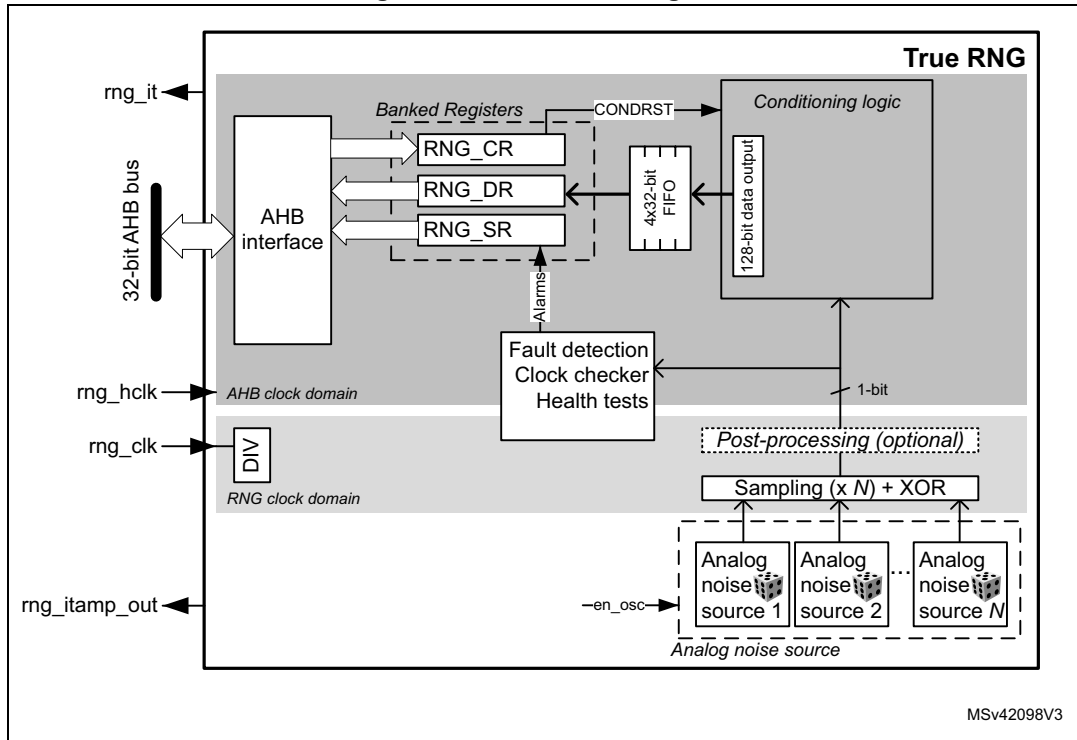 True RNG
rng_it
Banked Registers
CONDRST
Conditioning logic
RNG_CR
RNG_DR
RNG_SR
4x32-bit
FIFO
128-bit data output
AHB
interface
32-bit AHB bus
Alarms
Fault detection
Clock checker
Health tests
rng_hclk
AHB clock domain
1-bit
rng_clk
DIV
RNG clock domain
Post-processing (optional)
Sampling (x N) + XOR
Analog
noise
source 1
Analog
noise
source 2
...
Analog
noise
source N
en_osc
rng_itamp_out
Analog noise source
MSv42098V3